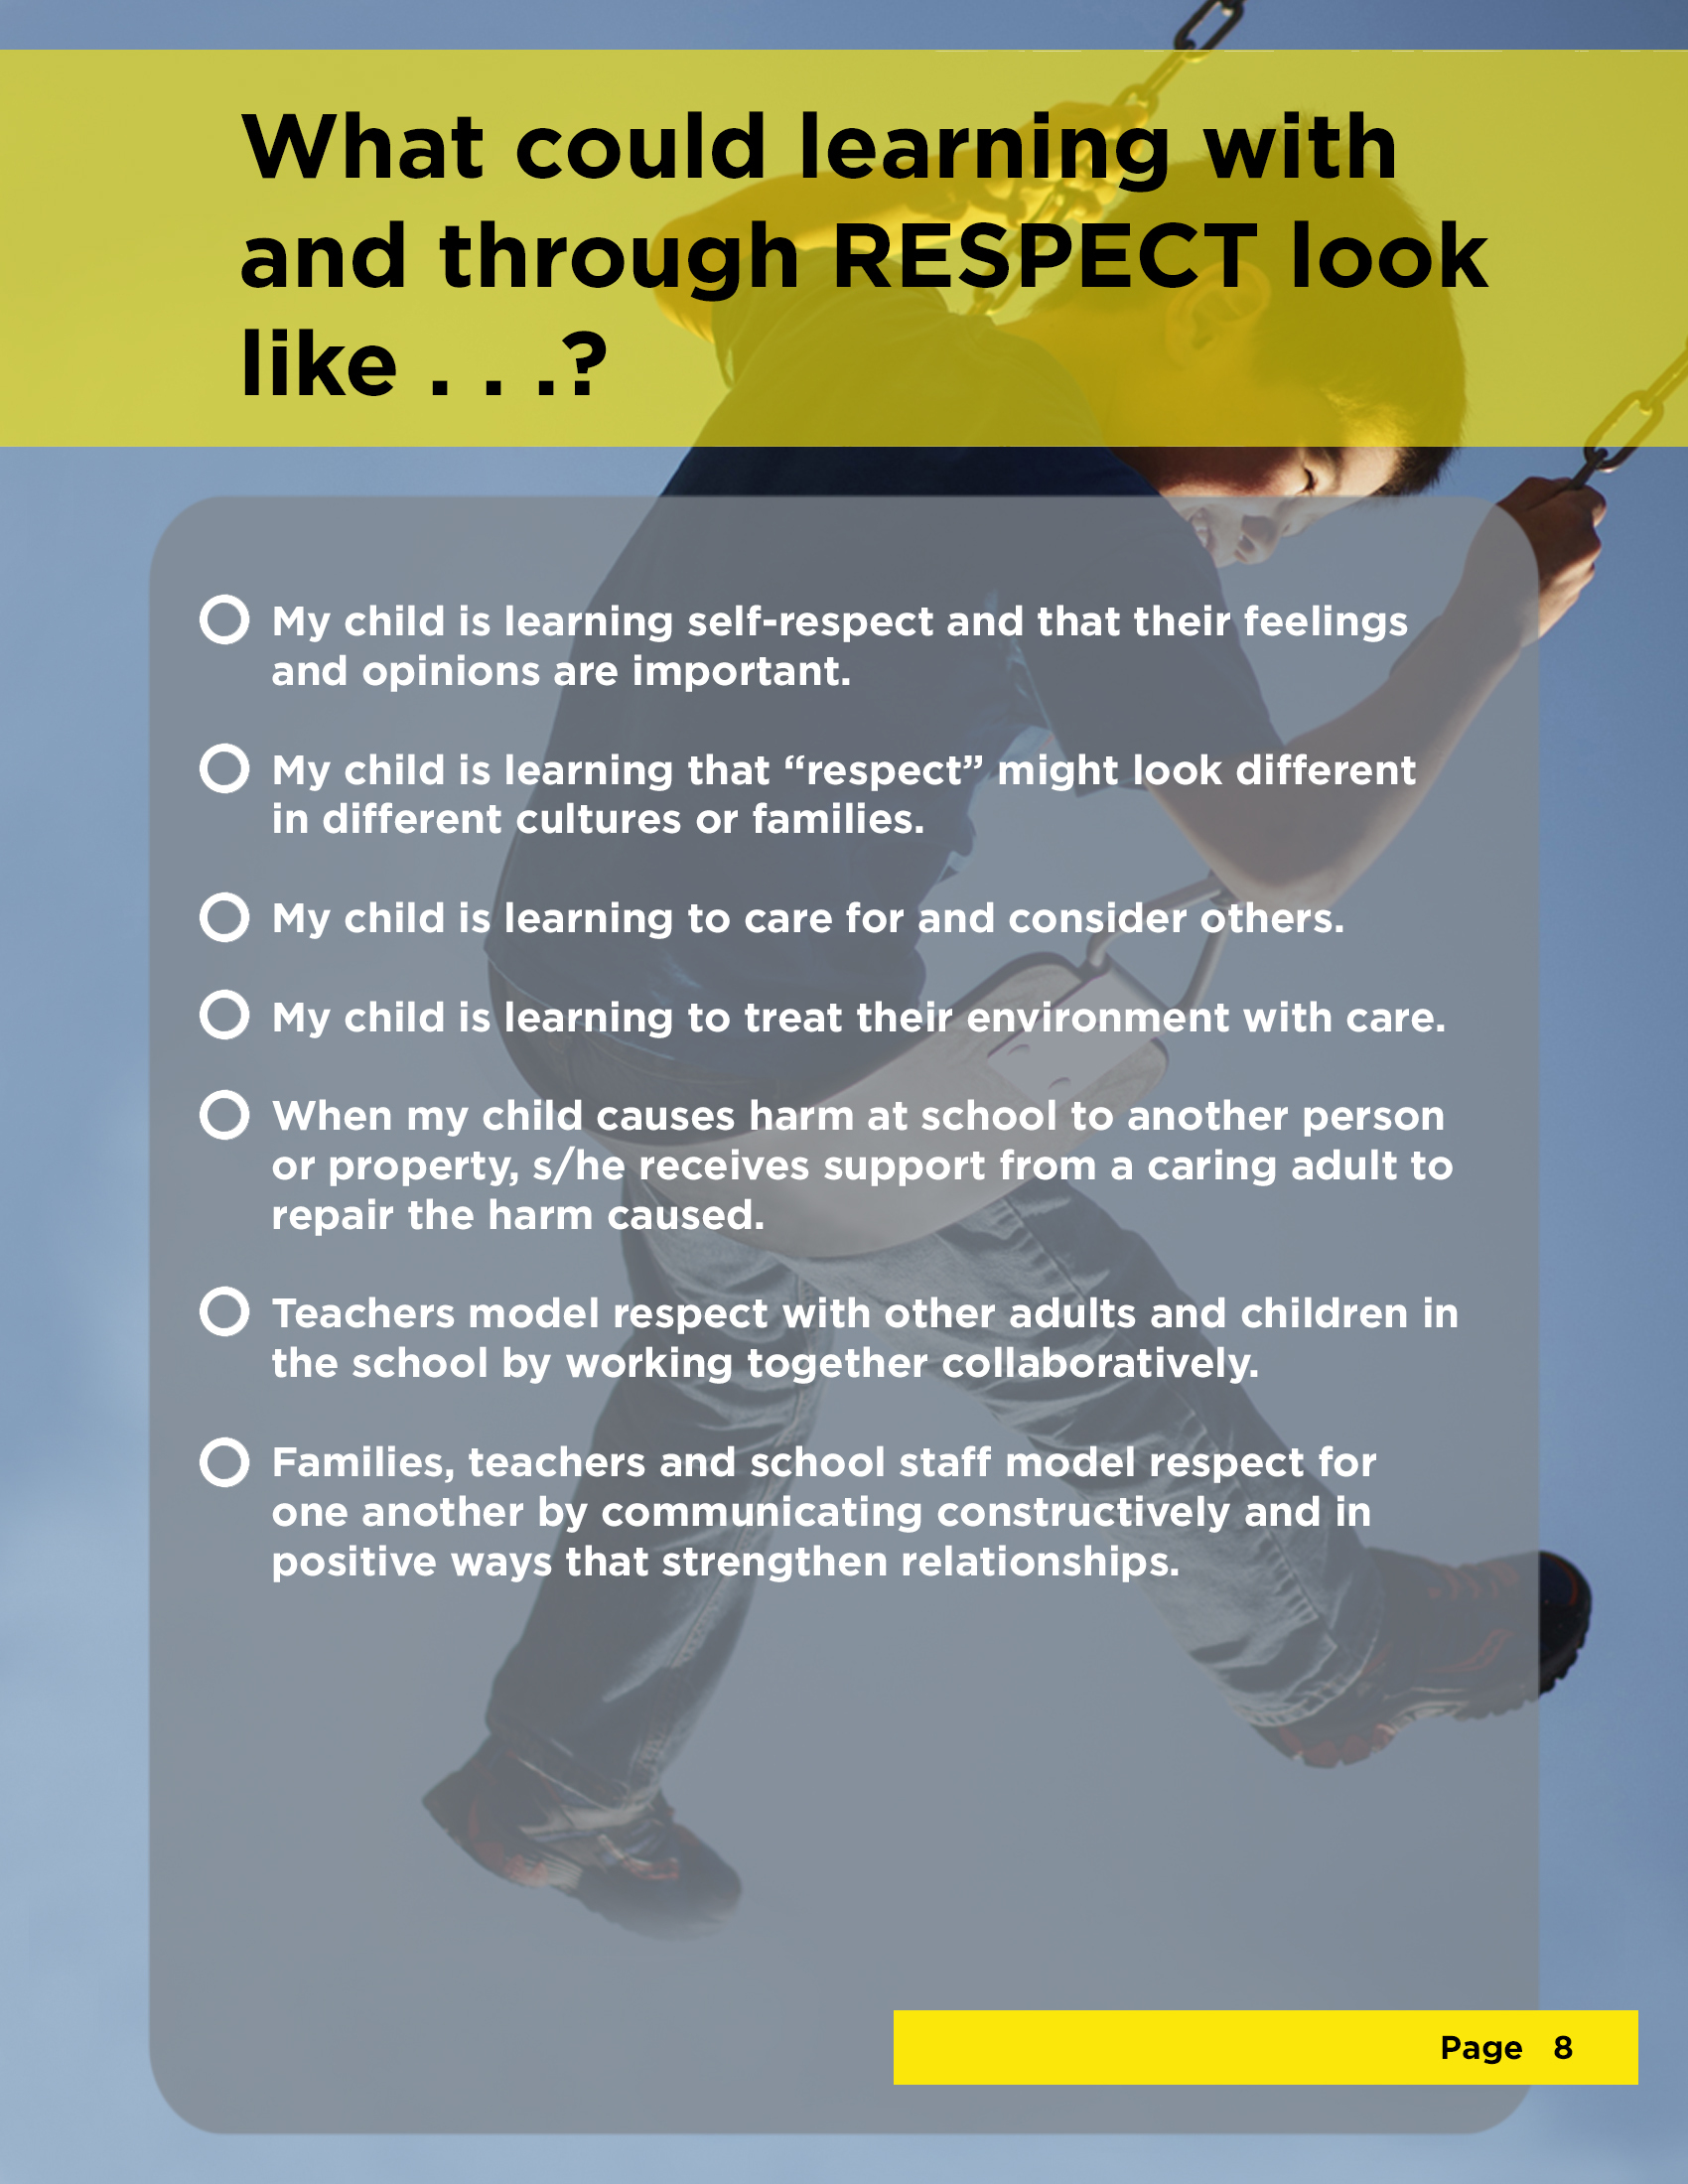 What could learning with
and through RESPECT look
like . . .?
My child is learning self-respect and that their feelings
and opinions are important.
My child is learning that “respect” might look different
in different cultures or families.
My child is learning to care for and consider others.
My child is learning to treat their environment with care.
When my child causes harm at school to another person
or property, s/he receives support from a caring adult to
repair the harm caused.
Teachers model respect with other adults and children in
the school by working together collaboratively.
Families, teachers and school staff model respect for
one another by communicating constructively and in
positive ways that strengthen relationships.
Page 8